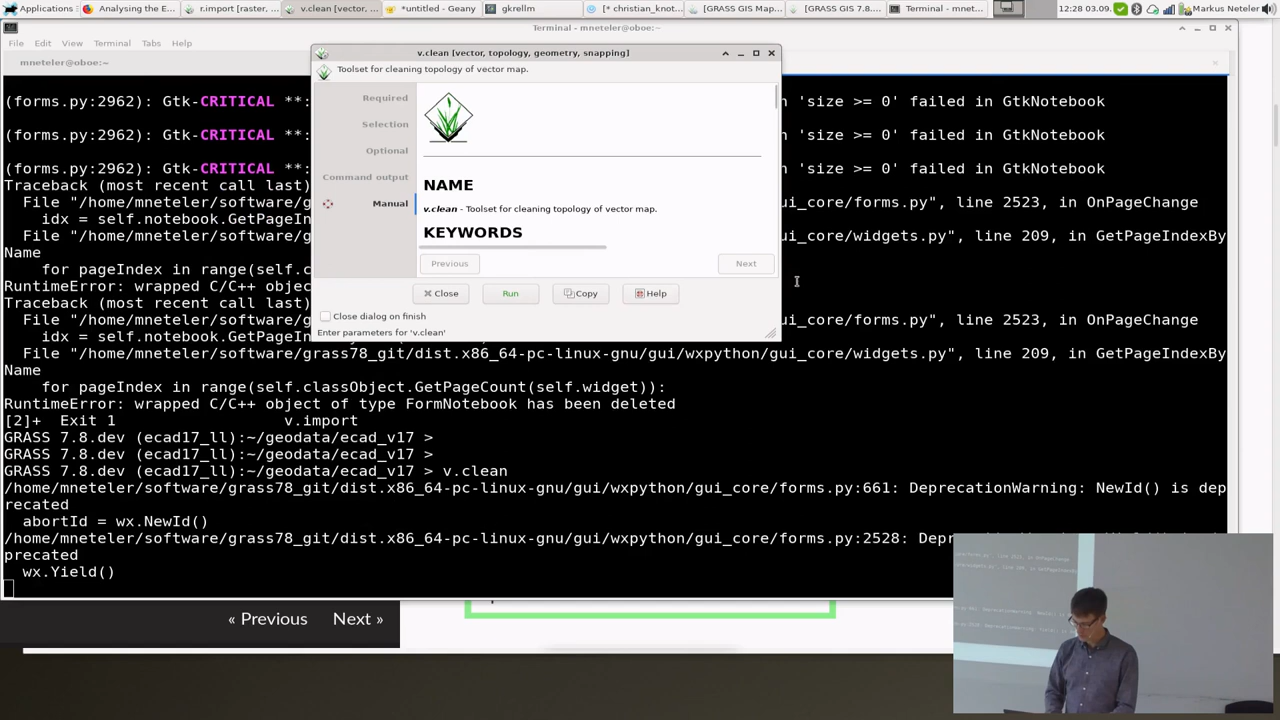 Applications
Analysing the E...
r.import [raster, ...
v.clean [vector, ...
*untitled - Geany
gkrellm
[* christian_knot...
[GRASS GIS Map...
[GRASS GIS 7.8...
Terminal - mnet...
12:28 03.09.
Markus Neteler
Terminal - mneteler@oboe:~
File Edit View Terminal Tabs Help
mneteler@oboe:~
v.clean [vector, topology, geometry, snapping]
Toolset for cleaning topology of vector map.
Required
Selection
Optional
Command output
Manual
NAME
v.clean - Toolset for cleaning topology of vector map.
KEYWORDS
Previous
Next
Close
Run
Copy
Help
Close dialog on finish
Enter parameters for 'v.clean'
(forms.py:2962): Gtk-CRITICAL **: n 'size >= 0' failed in GtkNotebook
(forms.py:2962): Gtk-CRITICAL **: n 'size >= 0' failed in GtkNotebook
(forms.py:2962): Gtk-CRITICAL **: n 'size >= 0' failed in GtkNotebook
Traceback (most recent call last)
File "/home/mneteler/software/g ui_core/forms.py", line 2523, in OnPageChange
idx = self.notebook.GetPageIn
File "/home/mneteler/software/g ui_core/widgets.py", line 209, in GetPageIndexBy
Name
for pageIndex in range(self.c
RuntimeError: wrapped C/C++ objec
Traceback (most recent call last)
File "/home/mneteler/software/g ui_core/forms.py", line 2523, in OnPageChange
idx = self.notebook.GetPageIn
File "/home/mneteler/software/grass78_git/dist.x86_64-pc-linux-gnu/gui/wxpython/gui_core/widgets.py", line 209, in GetPageIndexBy
Name
for pageIndex in range(self.classObject.GetPageCount(self.widget)):
RuntimeError: wrapped C/C++ object of type FormNotebook has been deleted
[2]+ Exit 1 v.import
GRASS 7.8.dev (ecad17_ll):~/geodata/ecad_v17 >
GRASS 7.8.dev (ecad17_ll):~/geodata/ecad_v17 >
GRASS 7.8.dev (ecad17_ll):~/geodata/ecad_v17 > v.clean
/home/mneteler/software/grass78_git/dist.x86_64-pc-linux-gnu/gui/wxpython/gui_core/forms.py:661: DeprecationWarning: NewId() is dep
recated
abortId = wx.NewId()
/home/mneteler/software/grass78_git/dist.x86_64-pc-linux-gnu/gui/wxpython/gui_core/forms.py:2528:
precated
wx.Yield()
« Previous Next »